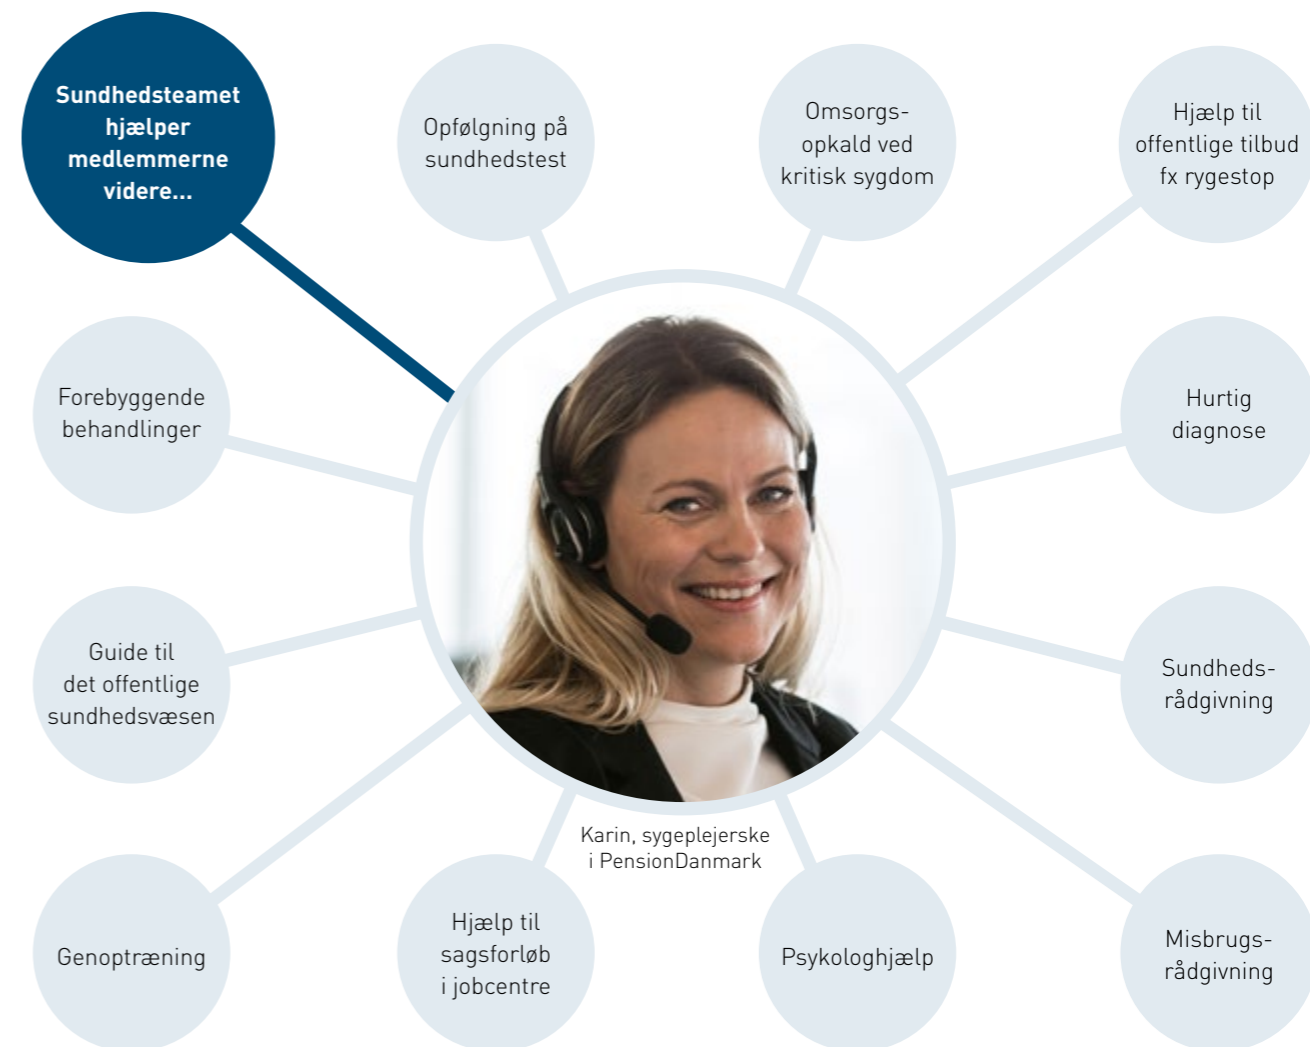 Sundhedsteamet
hjælper
medlemmerne
videre...
Opfølgning på
sundhedstest
Omsorgs-
opkald ved
kritisk sygdom
Hjælp til
offentlige tilbud
fx rygestop
Forebyggende
behandlinger
Hurtig
diagnose
Guide til
det offentlige
sundhedsvæsen
Sundheds-
rådgivning
Karin, sygeplejerske
i PensionDanmark
Genoptræning
Hjælp til
sagsforløb
i jobcentre
Psykologhjælp
Misbrugs-
rådgivning